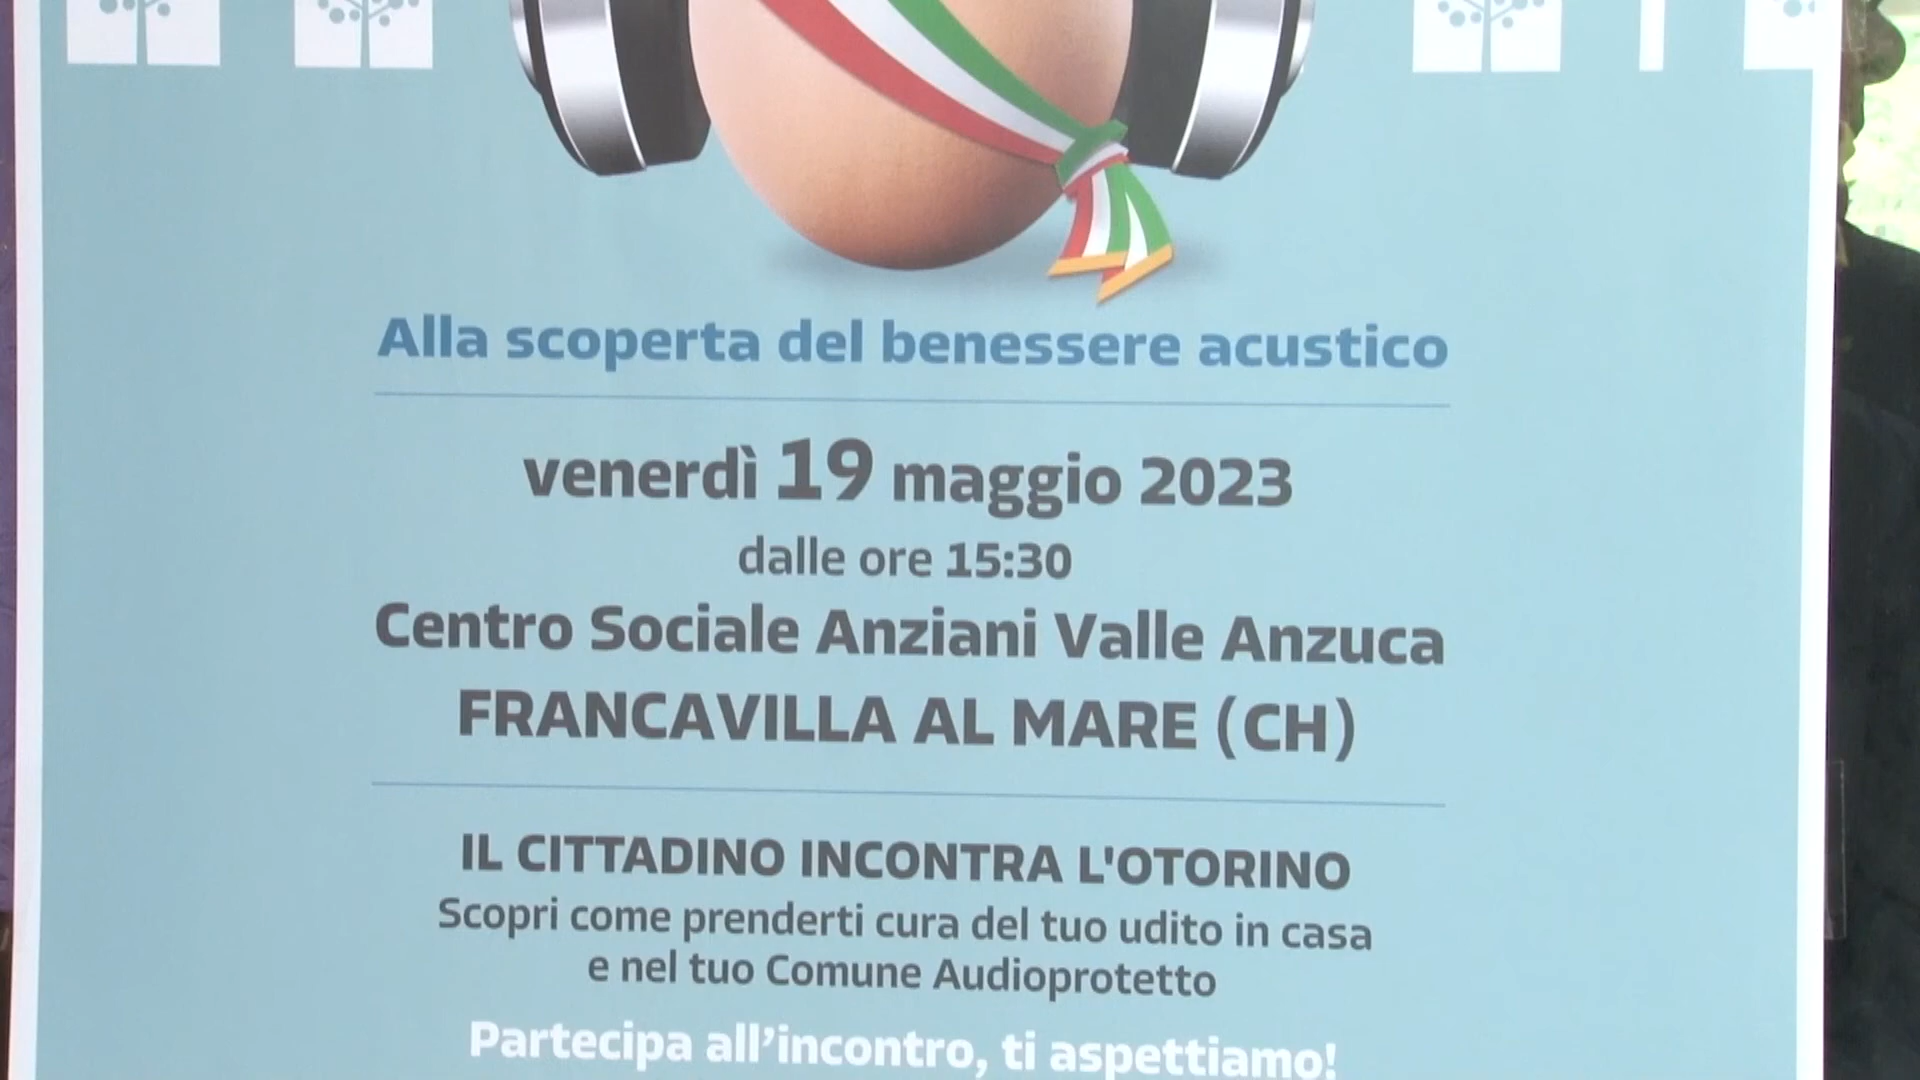 Alla scoperta del benessere acustico
venerdì 19 maggio 2023
dalle ore 15:30
Centro Sociale Anziani Valle Anzuca
FRANCAVILLA AL MARE (CH)
IL CITTADINO INCONTRA L'OTORINO
Scopri come prenderti cura del tuo udito in casa
e nel tuo Comune Audioprotetto
Partecipa all’incontro, ti aspettiamo!